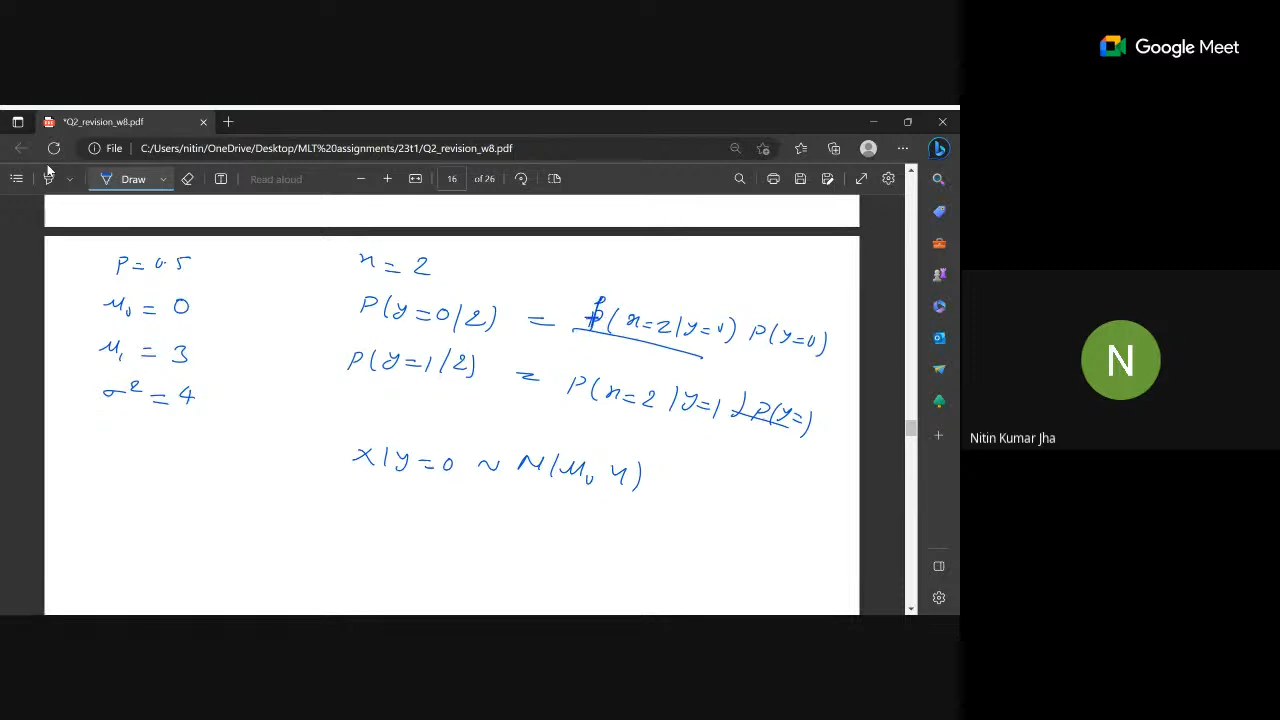 Google Meet
*Q2_revision_w8.pdf
File | C:/Users/nitin/OneDrive/Desktop/MLT%20assignments/23t1/Q2_revision_w8.pdf
Draw Read aloud 16 of 26
p = 0.5
x = 2
μ₀ = 0
P(y=0/2) = p(x=2|y=0) P(y=0)
μ₁ = 3
P(y=1/2) = P(x=2|y=1) P(y=)
σ² = 4
X|y=0 ~ N(μ₀ 4)
N
Nitin Kumar Jha